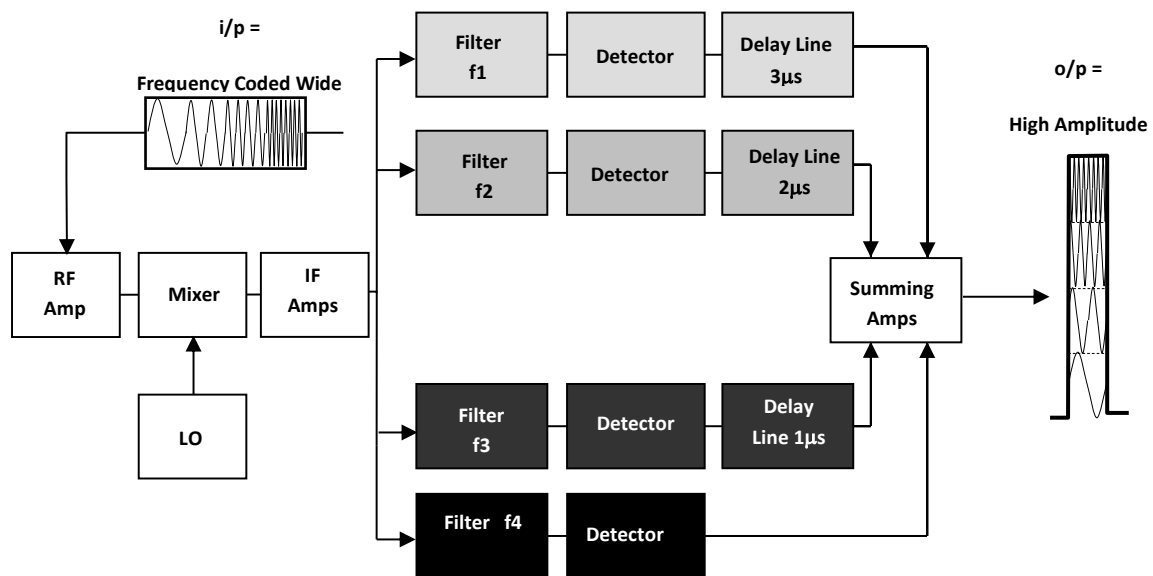 i/p =
Frequency Coded Wide
RF
Amp
Mixer
IF
Amps
LO
Filter
f1
Detector
Delay Line
3μs
Filter
f2
Detector
Delay Line
2μs
Filter
f3
Detector
Delay
Line 1μs
Filter f4
Detector
Summing
Amps
o/p =
High Amplitude